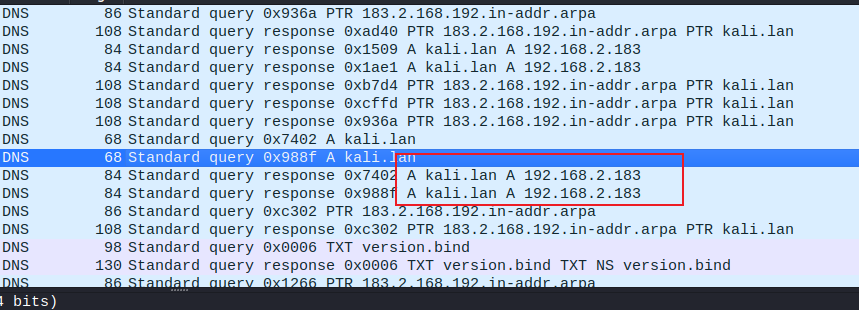 DNS 86 Standard query 0x936a PTR 183.2.168.192.in-addr.arpa
DNS 108 Standard query response 0xad40 PTR 183.2.168.192.in-addr.arpa PTR kali.lan
DNS 84 Standard query response 0x1509 A kali.lan A 192.168.2.183
DNS 84 Standard query response 0x1ae1 A kali.lan A 192.168.2.183
DNS 108 Standard query response 0xb7d4 PTR 183.2.168.192.in-addr.arpa PTR kali.lan
DNS 108 Standard query response 0xcffd PTR 183.2.168.192.in-addr.arpa PTR kali.lan
DNS 108 Standard query response 0x936a PTR 183.2.168.192.in-addr.arpa PTR kali.lan
DNS 68 Standard query 0x7402 A kali.lan
DNS 68 Standard query 0x988f A kali.lan
DNS 84 Standard query response 0x7402 A kali.lan A 192.168.2.183
DNS 84 Standard query response 0x988f A kali.lan A 192.168.2.183
DNS 86 Standard query 0xc302 PTR 183.2.168.192.in-addr.arpa
DNS 108 Standard query response 0xc302 PTR 183.2.168.192.in-addr.arpa PTR kali.lan
DNS 98 Standard query 0x0006 TXT version.bind
DNS 130 Standard query response 0x0006 TXT version.bind TXT NS version.bind
DNS 86 Standard query 0x1266 PTR 183.2.168.192.in-addr.arpa
4 bits)